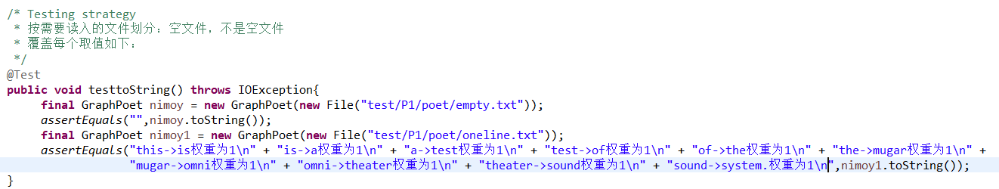 /* Testing strategy
 * 按需要读入的文件划分：空文件，不是空文件
 * 覆盖每个取值如下：
 */
@Test
public void testtoString() throws IOException{
     final GraphPoet nimoy = new GraphPoet(new File("test/P1/poet/empty.txt"));
     assertEquals("",nimoy.toString());
     final GraphPoet nimoy1 = new GraphPoet(new File("test/P1/poet/oneline.txt"));
     assertEquals("this->is权重为1\n" + "is->a权重为1\n" + "a->test权重为1\n" + "test->of权重为1\n" + "of->the权重为1\n" + "the->mugar权重为1\n" +
                  "mugar->omni权重为1\n" + "omni->theater权重为1\n" + "theater->sound权重为1\n" + "sound->system.权重为1\n",nimoy1.toString());
}